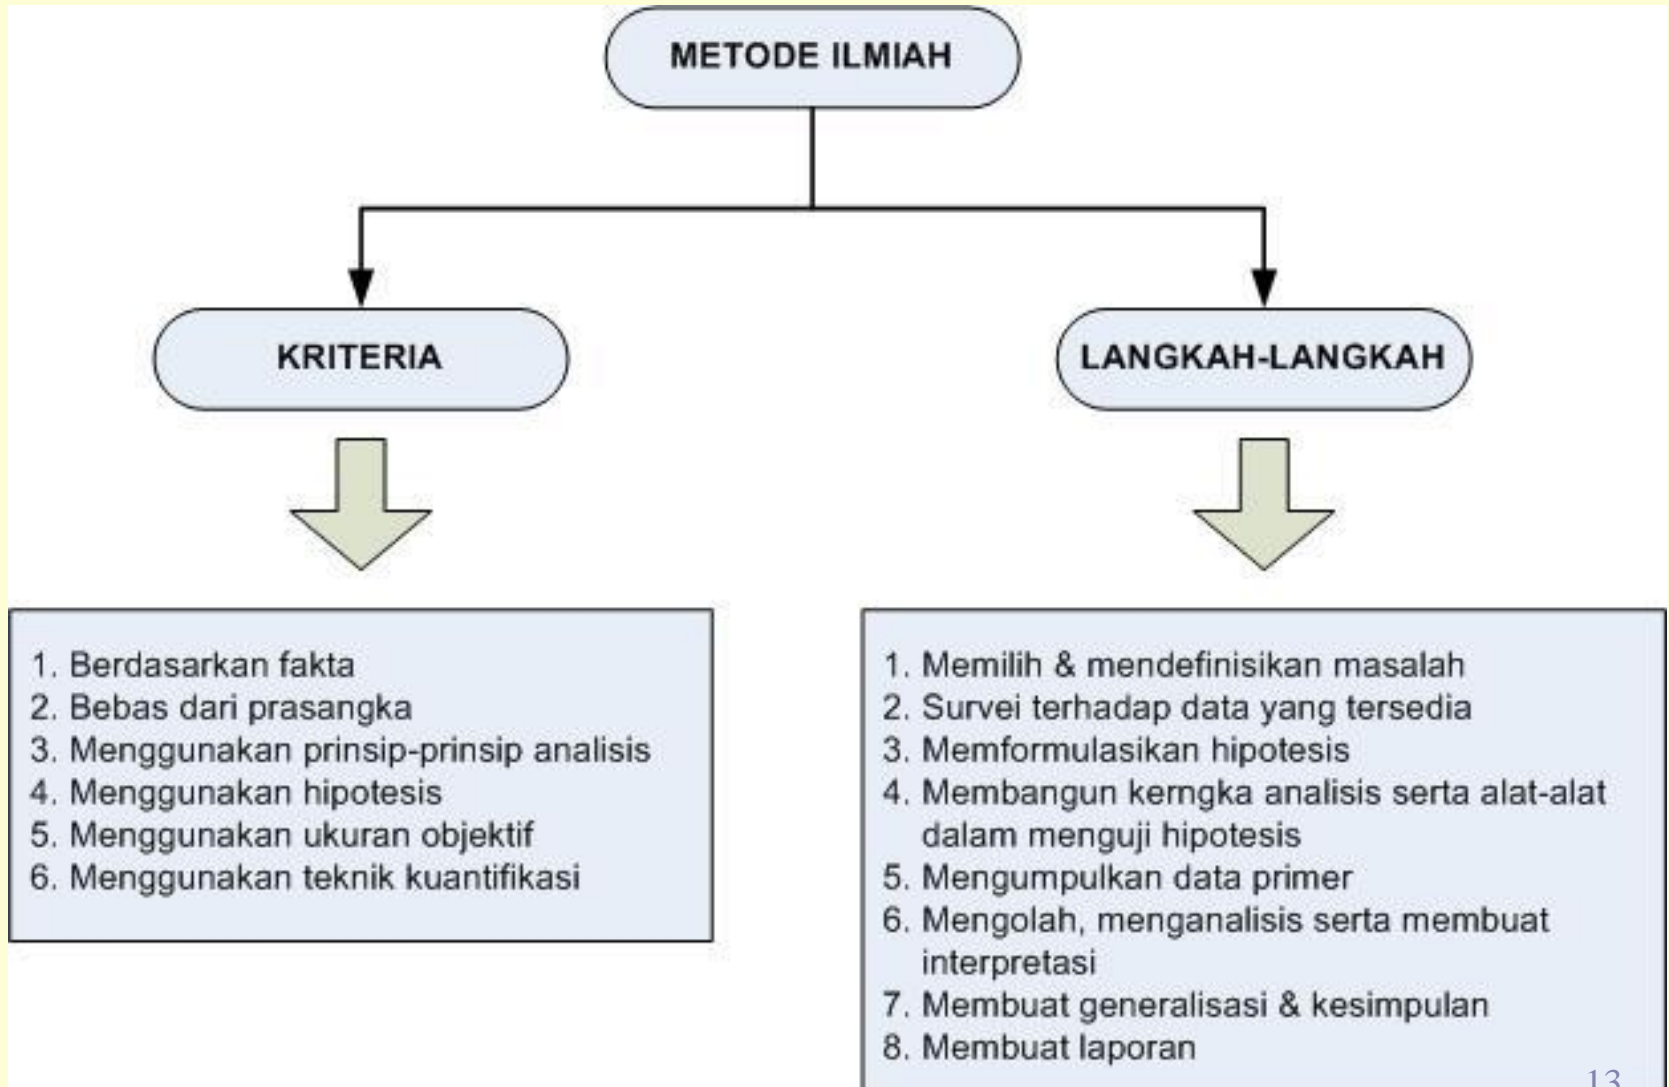 METODE ILMIAH
KRITERIA
1. Berdasarkan fakta
2. Bebas dari prasangka
3. Menggunakan prinsip-prinsip analisis
4. Menggunakan hipotesis
5. Menggunakan ukuran objektif
6. Menggunakan teknik kuantifikasi
LANGKAH-LANGKAH
1. Memilih & mendefinisikan masalah
2. Survei terhadap data yang tersedia
3. Memformulasikan hipotesis
4. Membangun kerngka analisis serta alat-alat
dalam menguji hipotesis
5. Mengumpulkan data primer
6. Mengolah, menganalisis serta membuat
interpretasi
7. Membuat generalisasi & kesimpulan
8. Membuat laporan
13